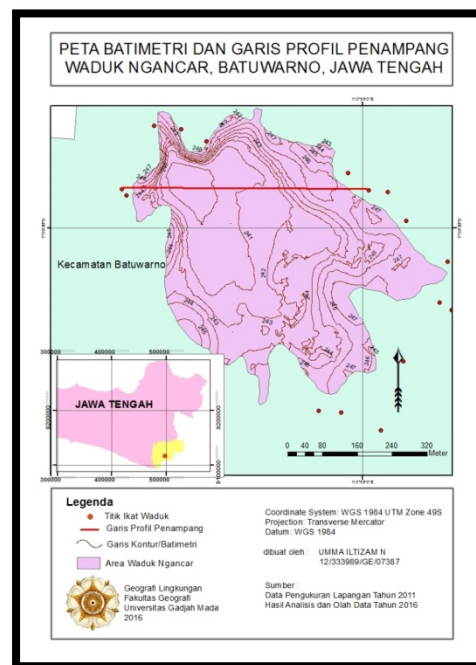 PETA BATIMETRI DAN GARIS PROFIL PENAMPANG
WADUK NGANCAR, BATUWARNO, JAWA TENGAH
Kecamatan Batuwarno
300000 400000 500000
JAWA TENGAH
300000 400000 500000
0 40 80 160 240 320
Meter
Legenda
Titik Ikat Waduk
Garis Profil Penampang
Garis Kontur/Batimetri
Area Waduk Ngancar
Geografi Lingkungan
Fakultas Geografi
Universitas Gadjah Mada
2016
Coordinate System: WGS 1984 UTM Zone 49S
Projection: Transverse Mercator
Datum: WGS 1984
dibuat oleh : UMMA ILTIZAM N
12/333989/GE/07387
Sumber :
Data Pengukuran Lapangan Tahun 2011
Hasil Analisis dan Olah Data Tahun 2016